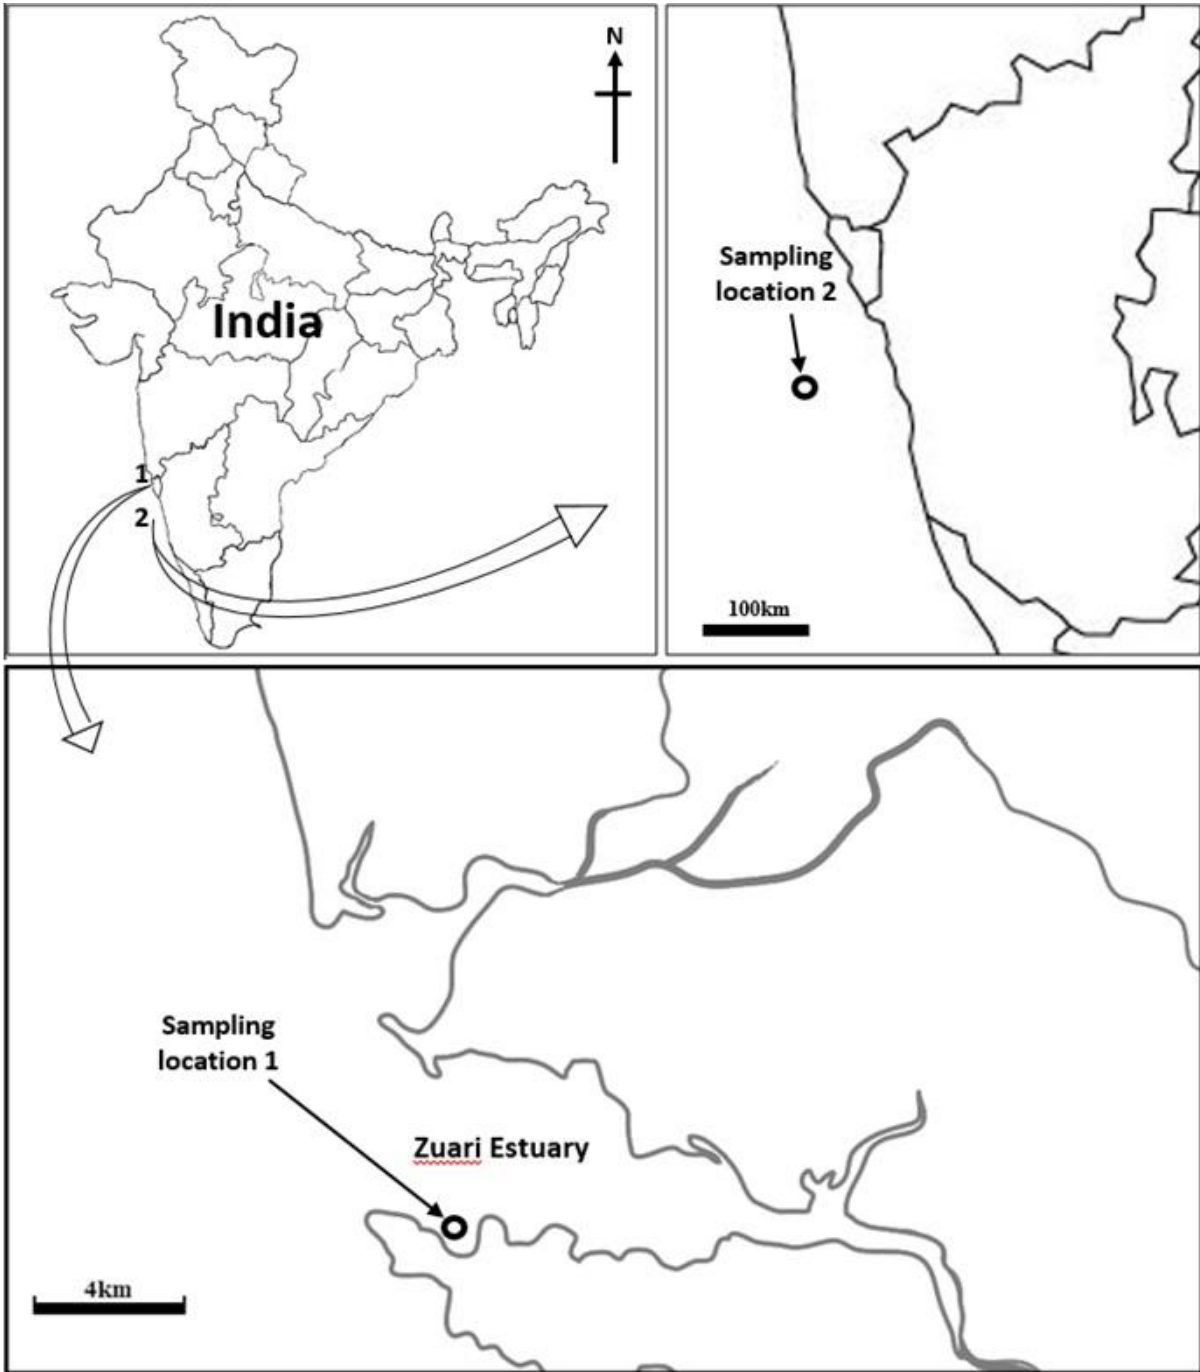 N
India
1
2
Sampling
location 2
100km
Sampling
location 1
Zuari Estuary
4km